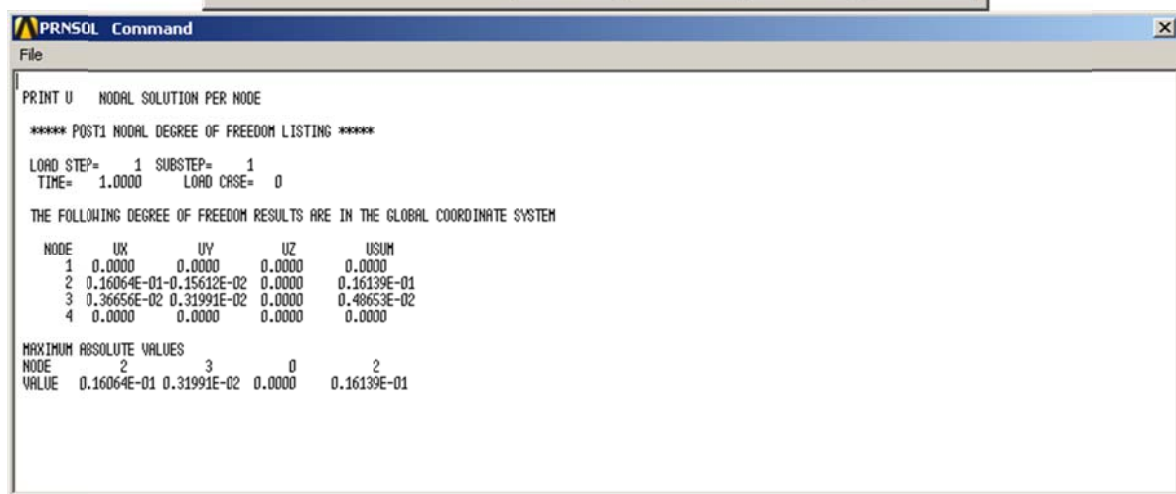 PRNSOL Command
File
PRINT U NODAL SOLUTION PER NODE
***** POST1 NODAL DEGREE OF FREEDOM LISTING *****
LOAD STEP= 1 SUBSTEP= 1
TIME= 1.0000 LOAD CASE= 0
THE FOLLOWING DEGREE OF FREEDOM RESULTS ARE IN THE GLOBAL COORDINATE SYSTEM
NODE UX UY UZ USUM
1 0.0000 0.0000 0.0000 0.0000
2 0.16064E-01-0.15612E-02 0.0000 0.16139E-01
3 0.36656E-02 0.31991E-02 0.0000 0.48653E-02
4 0.0000 0.0000 0.0000 0.0000
MAXIMUM ABSOLUTE VALUES
NODE 2 3 0 2
VALUE 0.16064E-01 0.31991E-02 0.0000 0.16139E-01